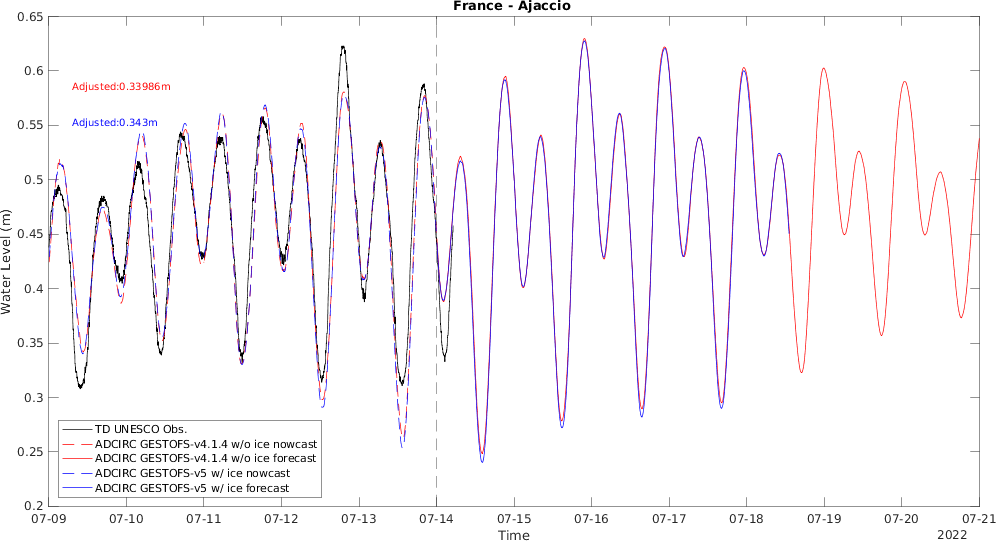 France - Ajaccio
0.65
0.6
0.55
0.5
0.45
0.4
0.35
0.3
0.25
0.2
Water Level (m)
Adjusted:0.33986m
Adjusted:0.343m
TD UNESCO Obs.
ADCIRC GESTOFS-v4.1.4 w/o ice nowcast
ADCIRC GESTOFS-v4.1.4 w/o ice forecast
ADCIRC GESTOFS-v5 w/ ice nowcast
ADCIRC GESTOFS-v5 w/ ice forecast
07-09 07-10 07-11 07-12 07-13 07-14 07-15 07-16 07-17 07-18 07-19 07-20 07-21
Time
2022